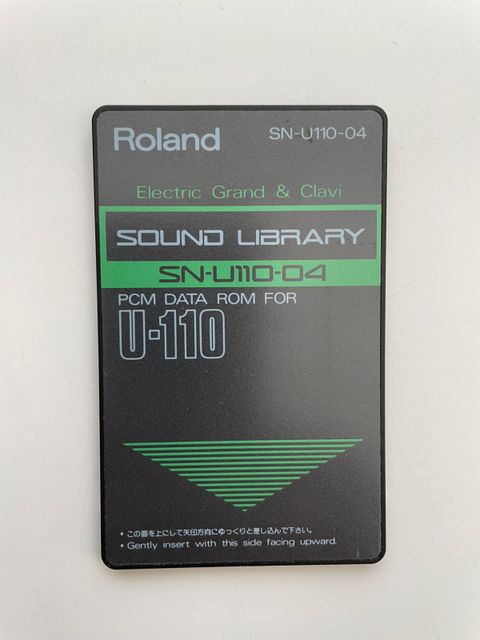 Roland SN-U110-04
Electric Grand & Clavi
SOUND LIBRARY
SN-U110-04
PCM DATA ROM FOR
U-110
* この面を上にして矢印方向にゆっくりと差し込んで下さい。
* Gently insert with this side facing upward.